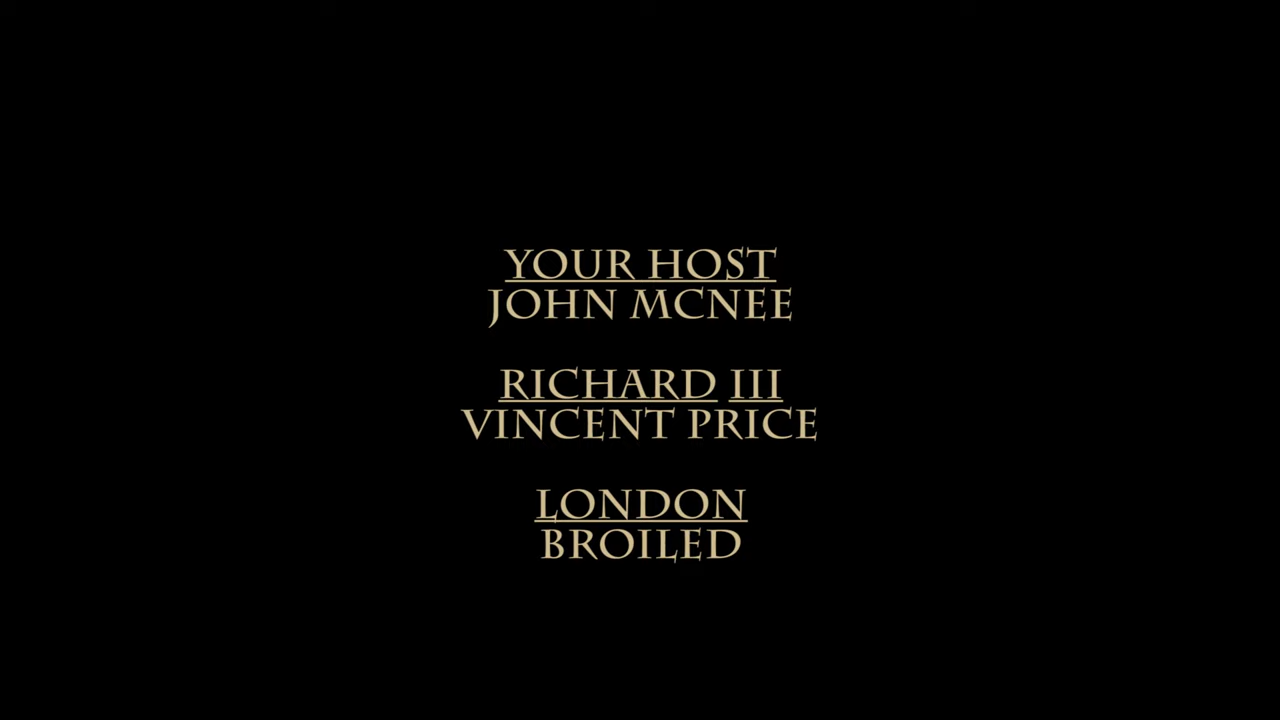 YOUR HOST
JOHN MCNEE
RICHARD III
VINCENT PRICE
LONDON
BROILED